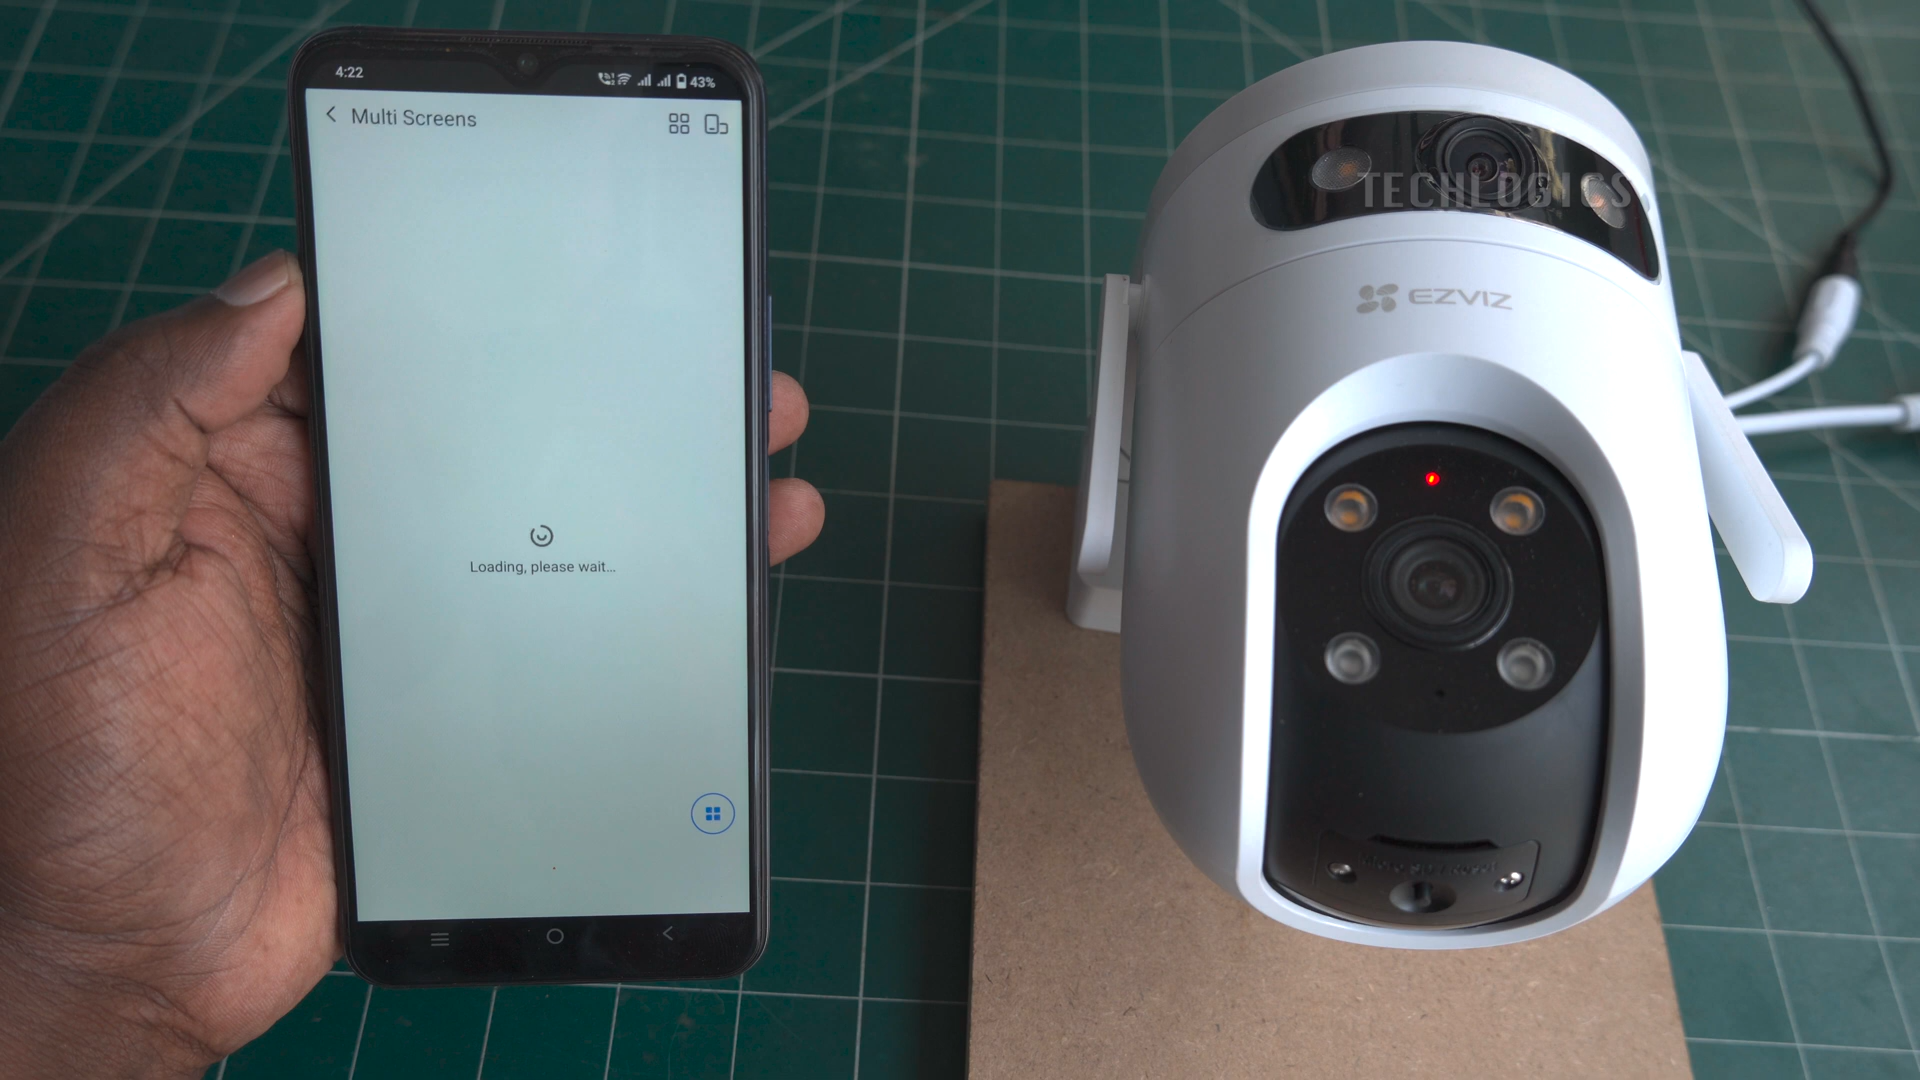 4:22
43%
Multi Screens
Loading, please wait...
TECHLOGICS
EZVIZ